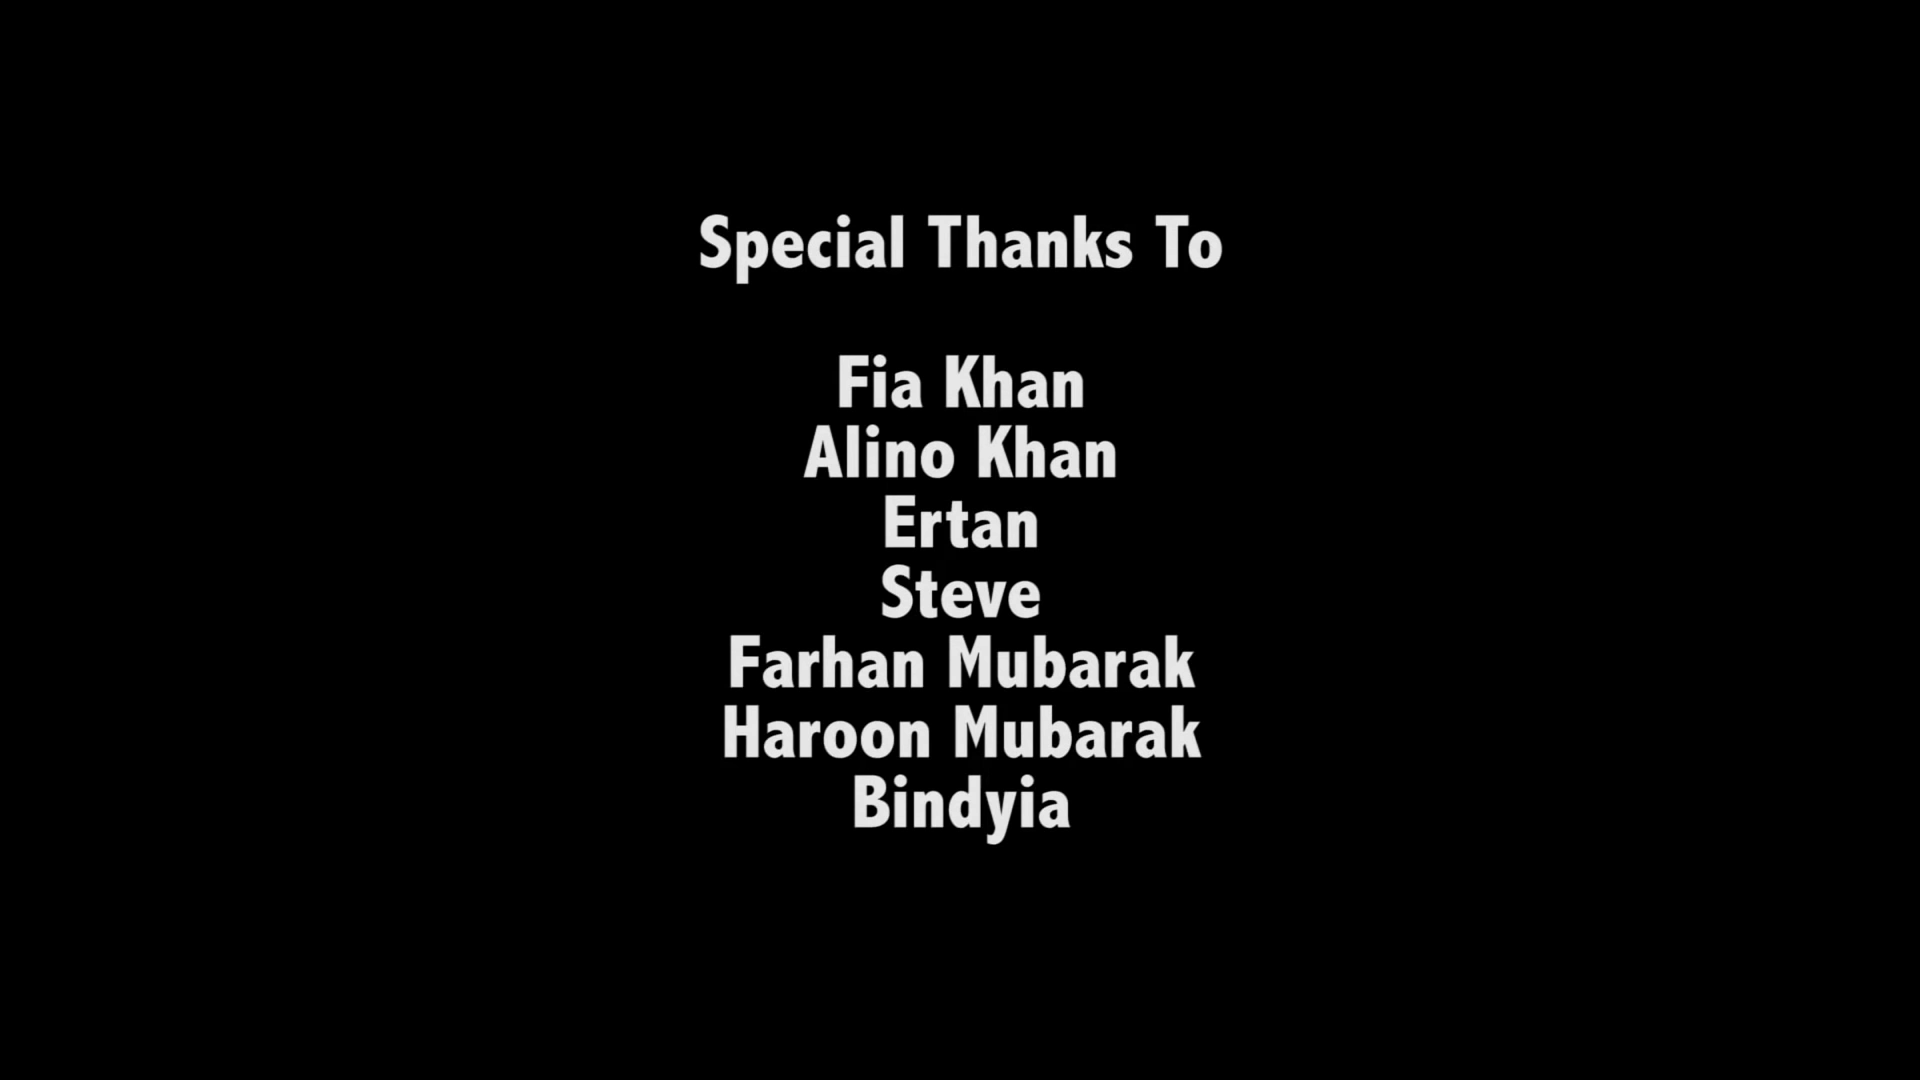 Special Thanks To
Fia Khan
Alino Khan
Ertan
Steve
Farhan Mubarak
Haroon Mubarak
Bindyia